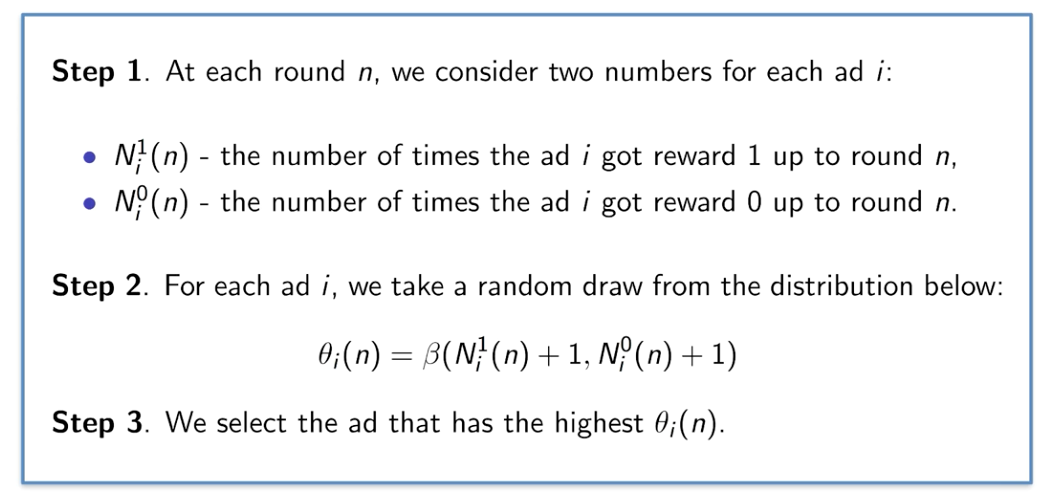 Step 1. At each round n, we consider two numbers for each ad i:
• N_i^1(n) - the number of times the ad i got reward 1 up to round n,
• N_i^0(n) - the number of times the ad i got reward 0 up to round n.
Step 2. For each ad i, we take a random draw from the distribution below:
θ_i(n) = β(N_i^1(n) + 1, N_i^0(n) + 1)
Step 3. We select the ad that has the highest θ_i(n).